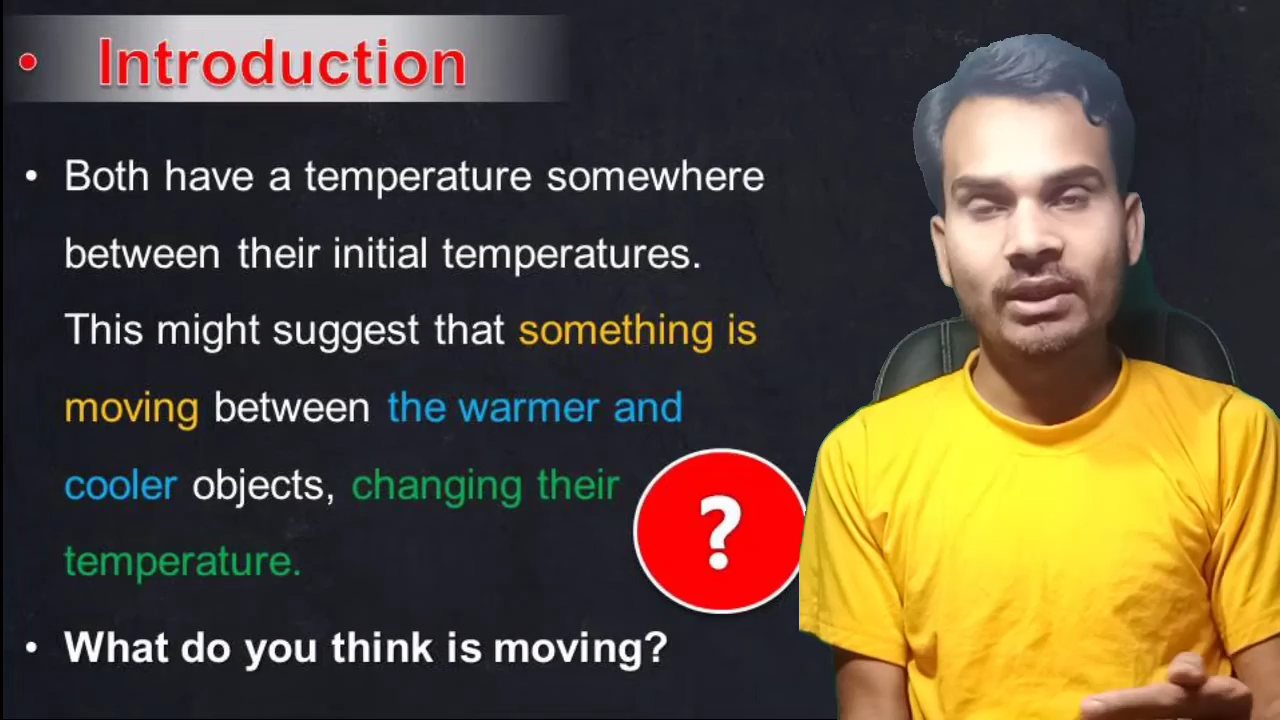 • Introduction
• Both have a temperature somewhere
between their initial temperatures.
This might suggest that something is
moving between the warmer and
cooler objects, changing their
temperature.
?
• What do you think is moving?